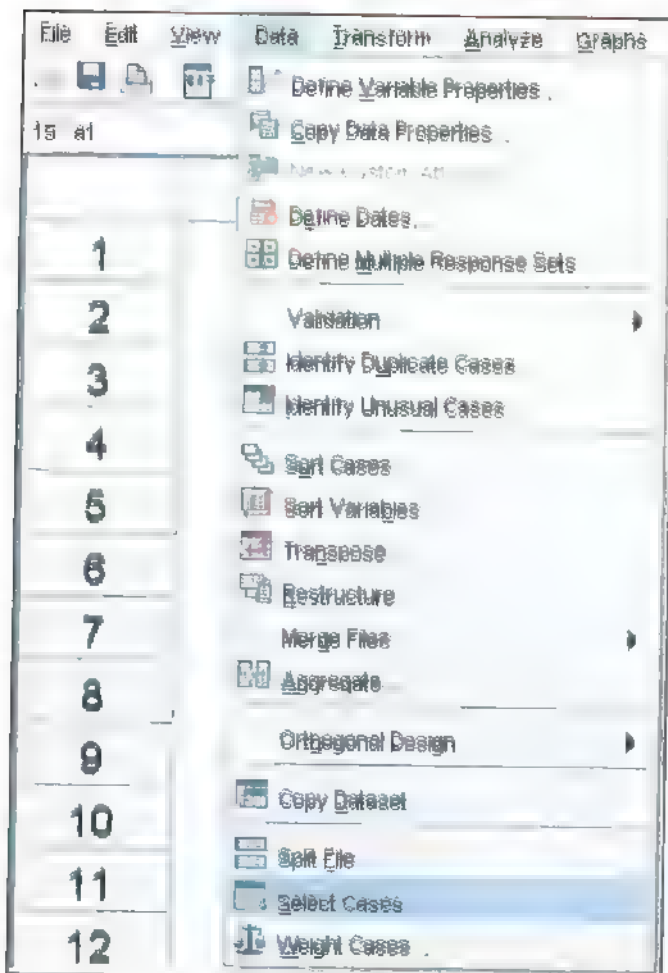 File Edit View Data Transform Analyze Graphs
Define Variable Properties .
15 a1
Copy Data Properties .
Define Dates...
1
Define Multiple Response Sets
2
Validation
Identify Duplicate Cases
3
Identify Unusual Cases
4
Sort Cases
5
Sort Variables
Transpose
6
Restructure
7
Merge Files
8
Aggregate
9
Orthogonal Design
Copy Dataset
10
Split File
11
Select Cases
12
Weight Cases .